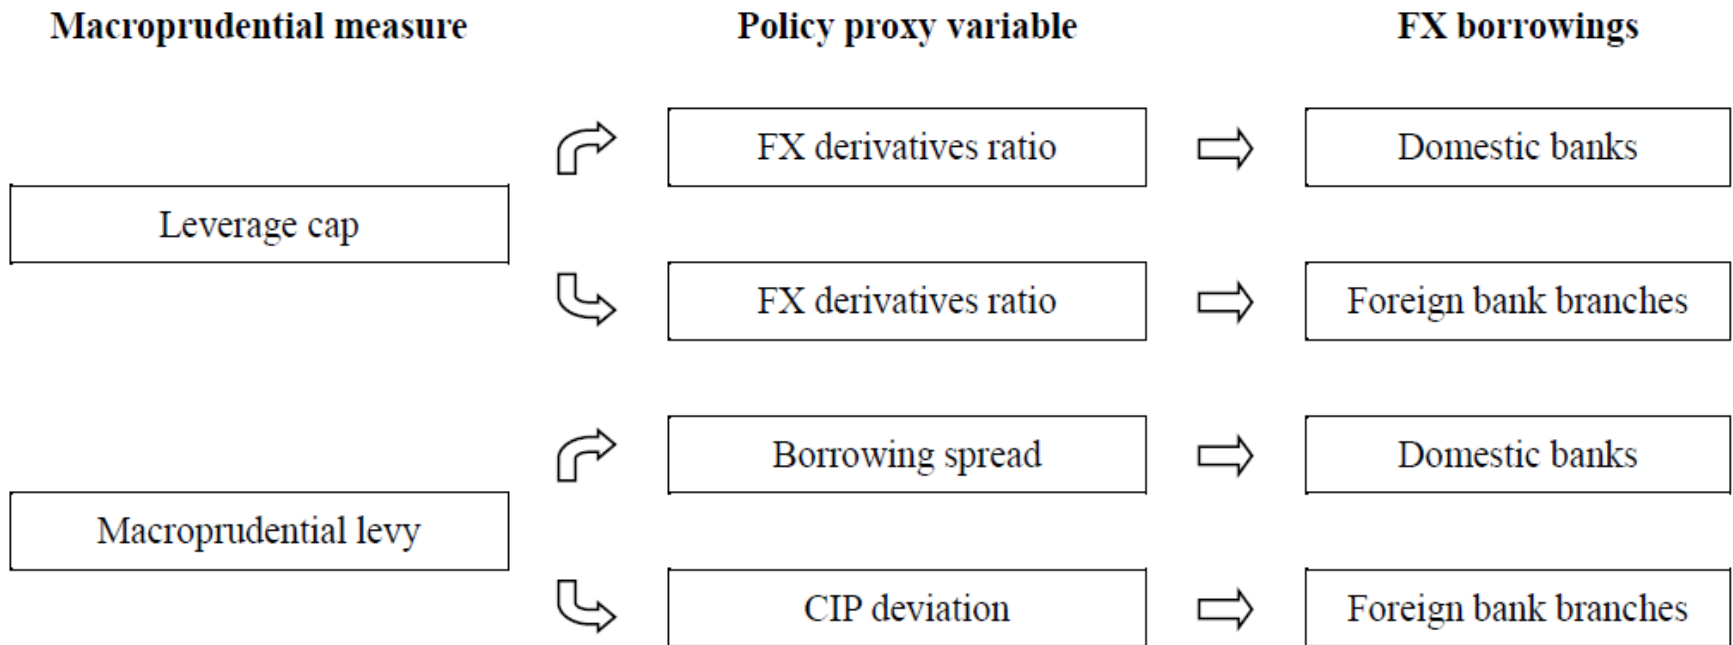 Macroprudential measure
Policy proxy variable
FX borrowings
FX derivatives ratio
Domestic banks
Leverage cap
FX derivatives ratio
Foreign bank branches
Borrowing spread
Domestic banks
Macroprudential levy
CIP deviation
Foreign bank branches